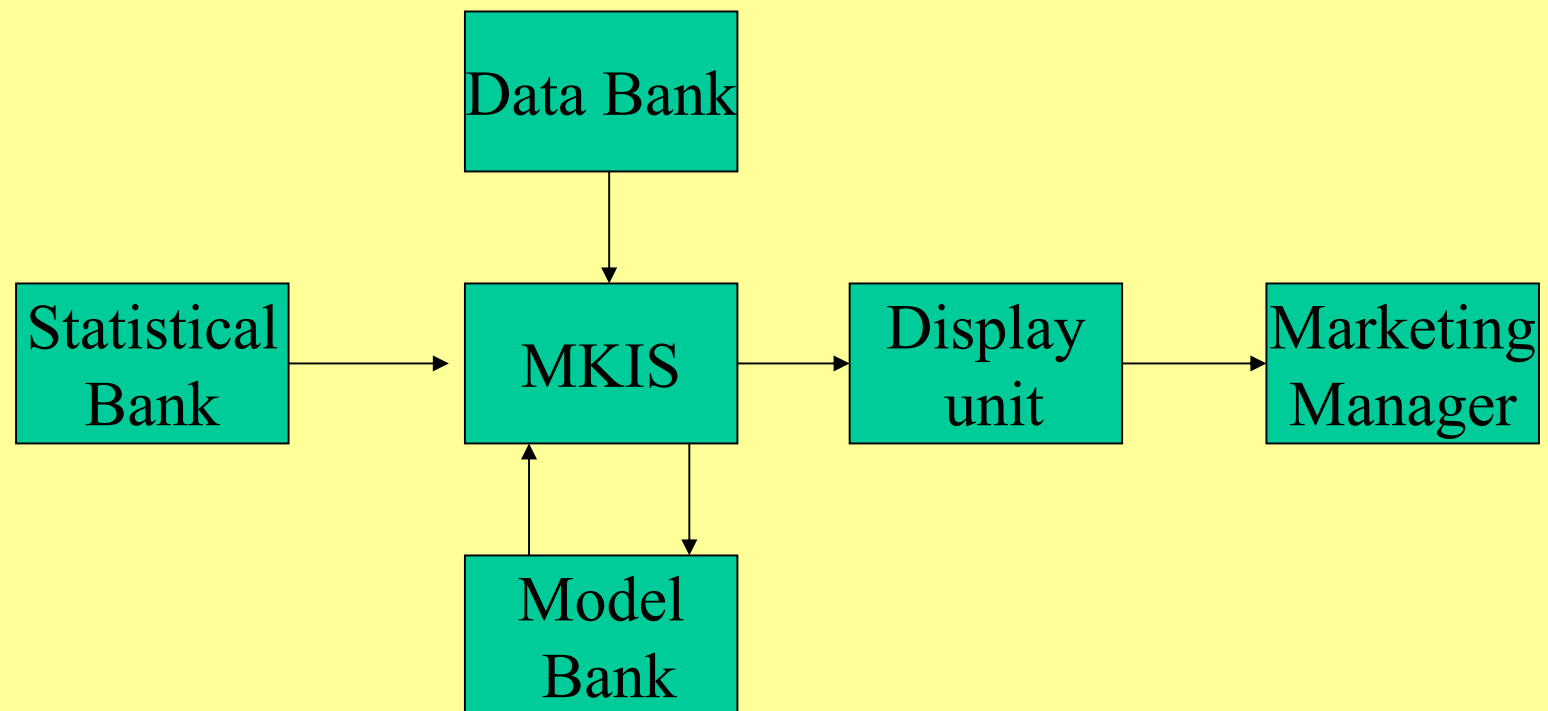 Data Bank
Statistical
Bank
MKIS
Display
unit
Marketing
Manager
Model
Bank